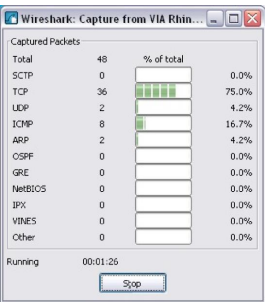 Wireshark: Capture from VIA Rhin...
Captured Packets
Total 48 % of total
SCTP 0 0.0%
TCP 36 75.0%
UDP 2 4.2%
ICMP 8 16.7%
ARP 2 4.2%
OSPF 0 0.0%
GRE 0 0.0%
NetBIOS 0 0.0%
IPX 0 0.0%
VINES 0 0.0%
Other 0 0.0%
Running 00:01:26
Stop